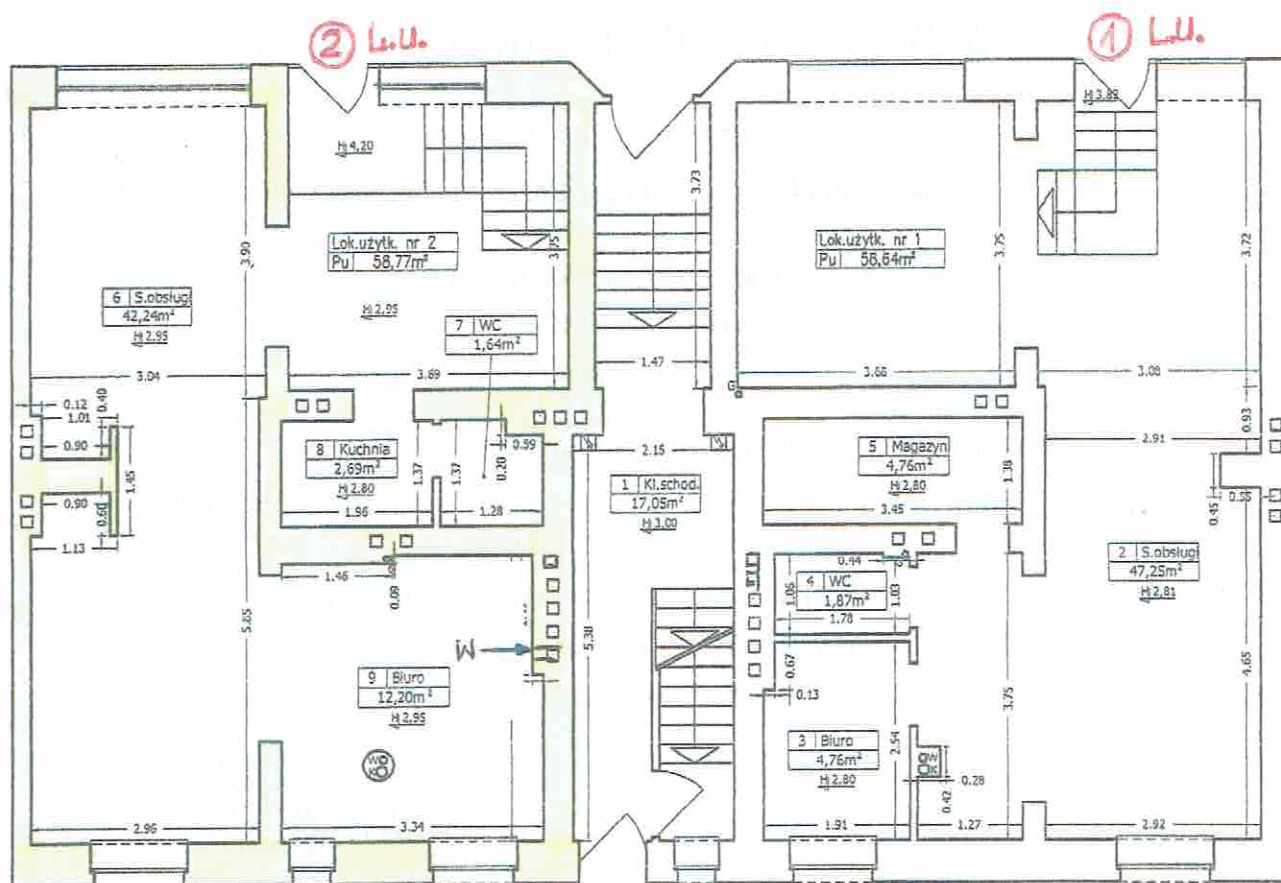 ② L.U.
① L.U.
H 4,20
H 3.82
3.73
Lok.użytk. nr 2
Pu 58,77m²
3.75
3.90
Lok.użytk. nr 1
Pu 58,64m²
3.75
3.72
6 S.obsługi
42,24m²
H 2.95
H 2,95
7 WC
1,64m²
1.47
3.04
3.69
3.66
3.08
G
0.12
1.01
0.40
0.90
1.45
0.90
0.60
1.13
8 Kuchnia
2,69m²
H 2.80
1.37
1.37
0.20
0.59
1.96
1.28
2.15
1 Kl.schod.
17,05m²
H 3,00
5 Magazyn
4,76m²
H 2.80
1.38
3.45
2.91
0.93
0.45
0.55
2 S.obsługi
47,25m²
H 2,81
1.46
0.09
5.85
W
5.38
0.44
4 WC
1,87m²
1.06
1.03
1.78
0.67
0.13
3.75
4.65
9 Biuro
12,20m²
H 2.95
WO
K
3 Biuro
4,76m²
H 2.80
2.54
W
K
0.28
0.42
2.96
3.34
1.91
1.27
2.92